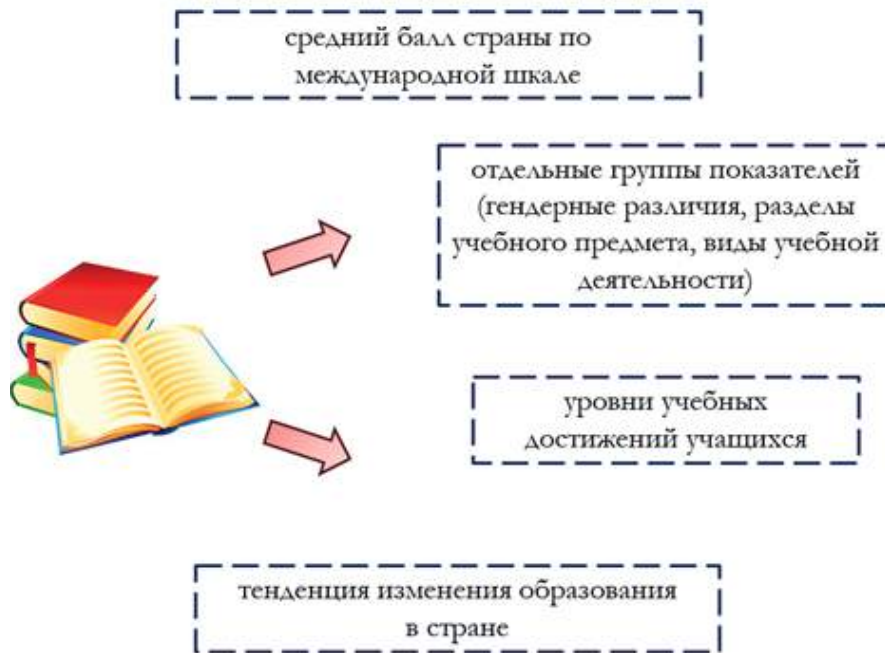 средний балл страны по
международной шкале
отдельные группы показателей
(гендерные различия, разделы
учебного предмета, виды учебной
деятельности)
уровни учебных
достижений учащихся
тенденция изменения образования
в стране